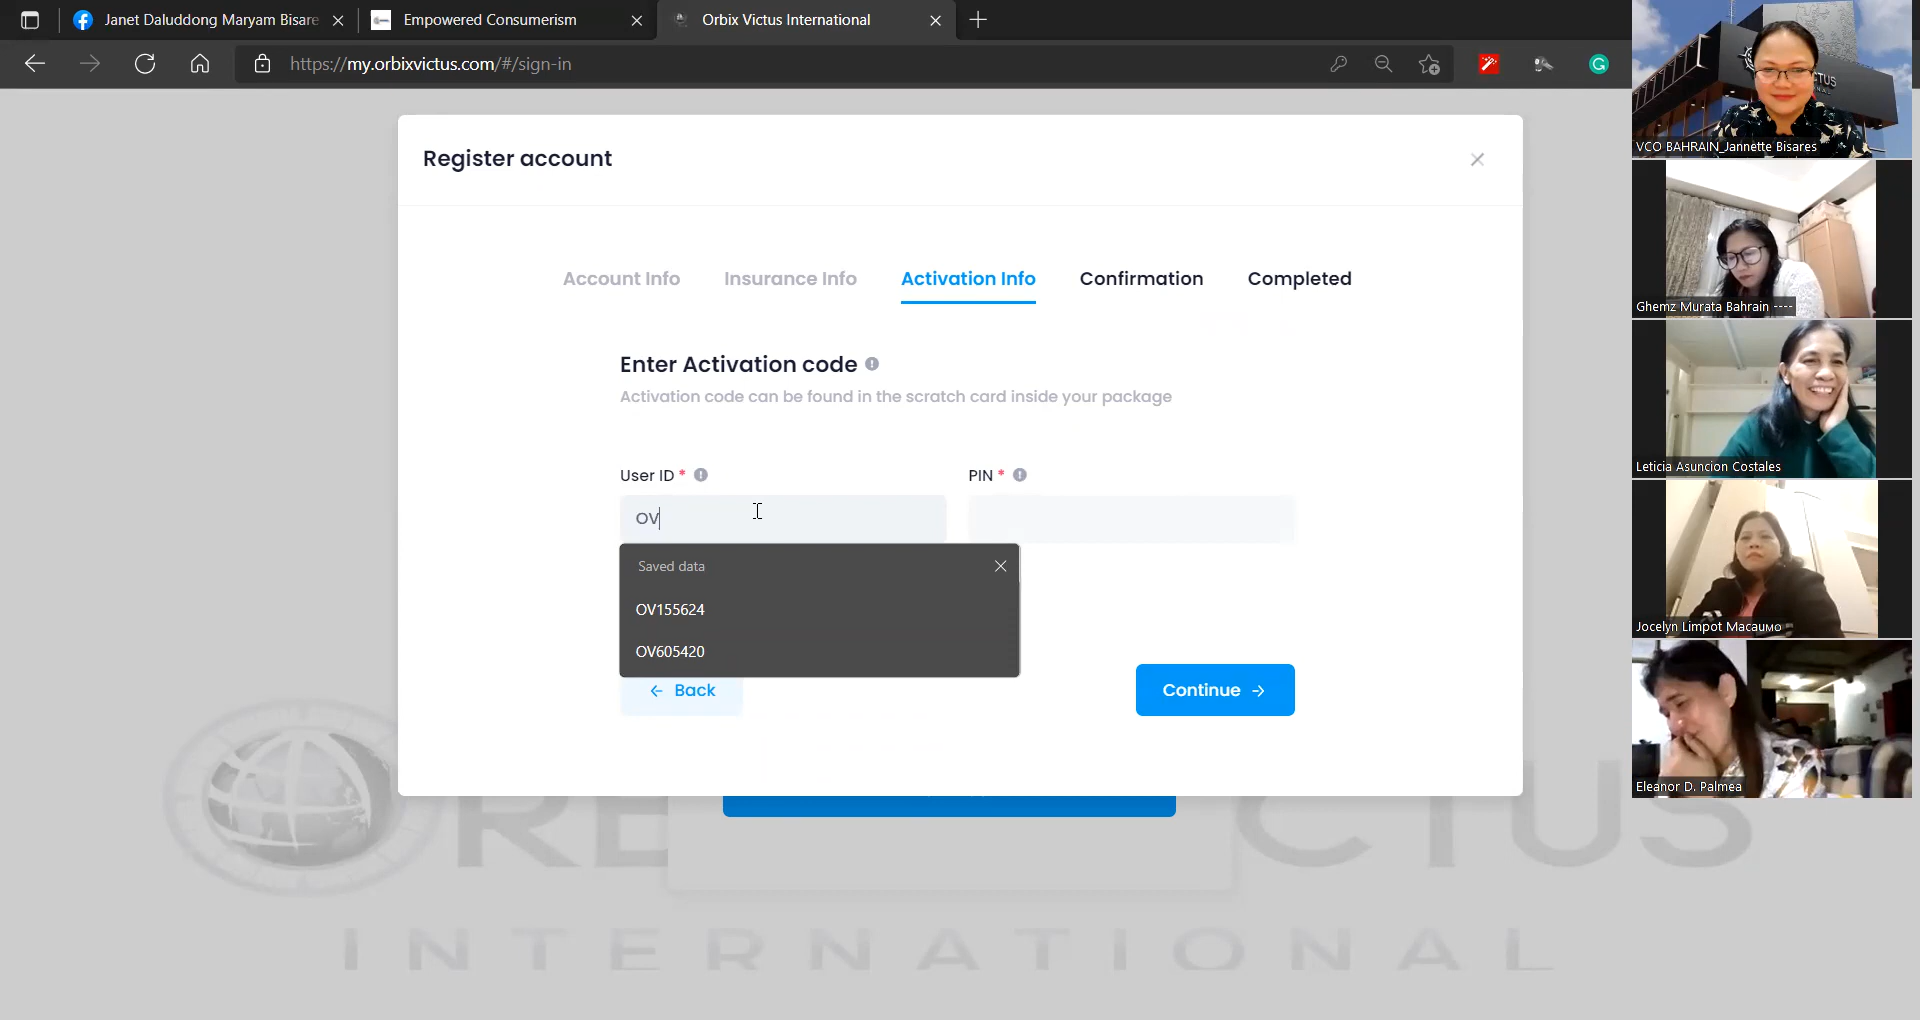 Janet Daluddong Maryam Bisare
Empowered Consumerism
Orbix Victus International
https://my.orbixvictus.com/#/sign-in
Register account
Account Info
Insurance Info
Activation Info
Confirmation
Completed
Enter Activation code
Activation code can be found in the scratch card inside your package
User ID *
PIN *
OV
Saved data
OV155624
OV605420
← Back
Continue →
INTERNATIONAL
VCO BAHRAIN_Jannette Bisares
Ghemz Murata Bahrain ----
Leticia Asuncion Costales
Jocelyn Limpot Macaumo
Eleanor D. Palmea